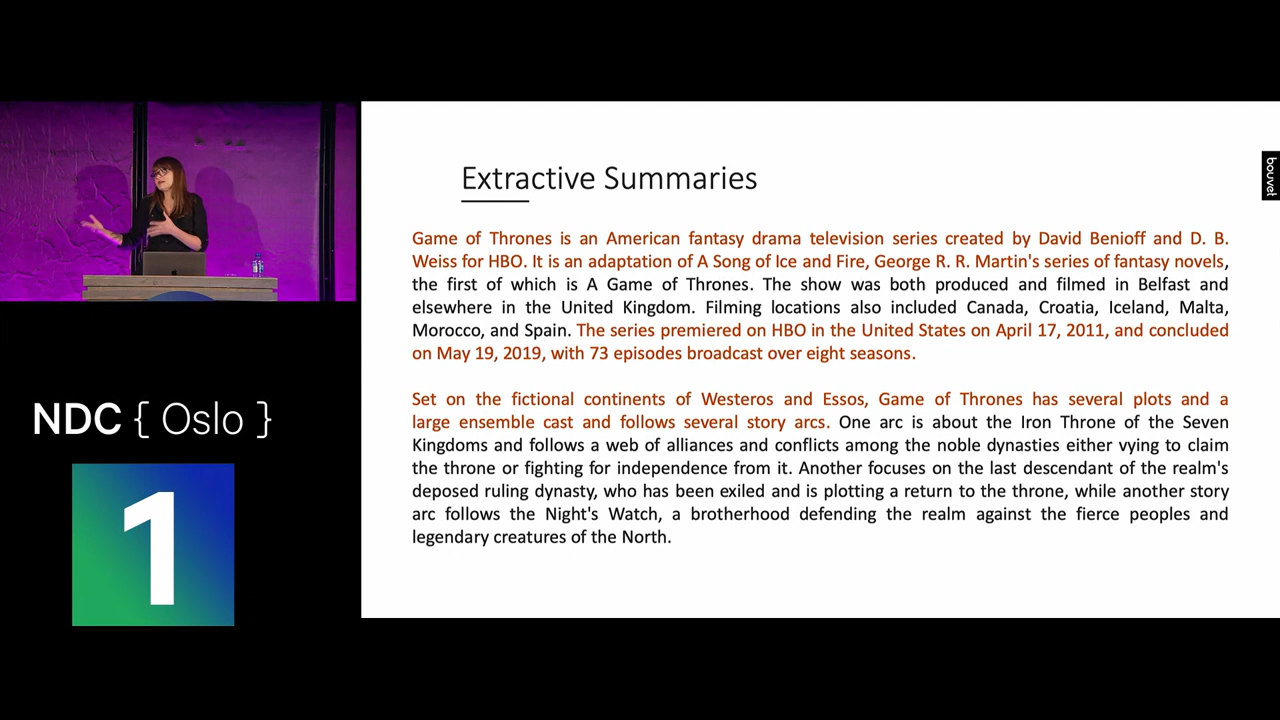 Extractive Summaries
bouvet
Game of Thrones is an American fantasy drama television series created by David Benioff and D. B.
Weiss for HBO. It is an adaptation of A Song of Ice and Fire, George R. R. Martin's series of fantasy novels,
the first of which is A Game of Thrones. The show was both produced and filmed in Belfast and
elsewhere in the United Kingdom. Filming locations also included Canada, Croatia, Iceland, Malta,
Morocco, and Spain. The series premiered on HBO in the United States on April 17, 2011, and concluded
on May 19, 2019, with 73 episodes broadcast over eight seasons.
Set on the fictional continents of Westeros and Essos, Game of Thrones has several plots and a
large ensemble cast and follows several story arcs. One arc is about the Iron Throne of the Seven
Kingdoms and follows a web of alliances and conflicts among the noble dynasties either vying to claim
the throne or fighting for independence from it. Another focuses on the last descendant of the realm's
deposed ruling dynasty, who has been exiled and is plotting a return to the throne, while another story
arc follows the Night's Watch, a brotherhood defending the realm against the fierce peoples and
legendary creatures of the North.
NDC { Oslo }
1